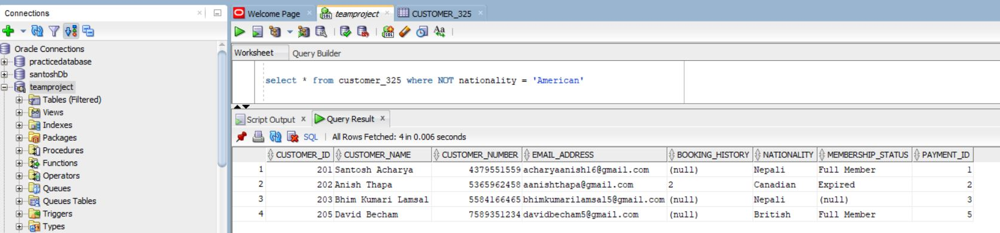 Connections
Oracle Connections
practicedatabase
santoshDb
teamproject
Tables (Filtered)
Views
Indexes
Packages
Procedures
Functions
Operators
Queues
Queues Tables
Triggers
Types
Welcome Page teamproject CUSTOMER_325
SQL Aa
Worksheet Query Builder
select * from customer_325 where NOT nationality = 'American'
Script Output x Query Result x
SQL | All Rows Fetched: 4 in 0.006 seconds
CUSTOMER_ID CUSTOMER_NAME CUSTOMER_NUMBER EMAIL_ADDRESS BOOKING_HISTORY NATIONALITY MEMBERSHIP_STATUS PAYMENT_ID
1 201 Santosh Acharya 4379551559 acharyaanish16@gmail.com (null) Nepali Full Member 1
2 202 Anish Thapa 5365962458 aanishthapa@gmail.com 2 Canadian Expired 2
3 203 Bhim Kumari Lamsal 5584166465 bhimkumarilamsal5@gmail.com (null) Nepali (null) 3
4 205 David Becham 7589351234 davidbecham5@gmail.com (null) British Full Member 5